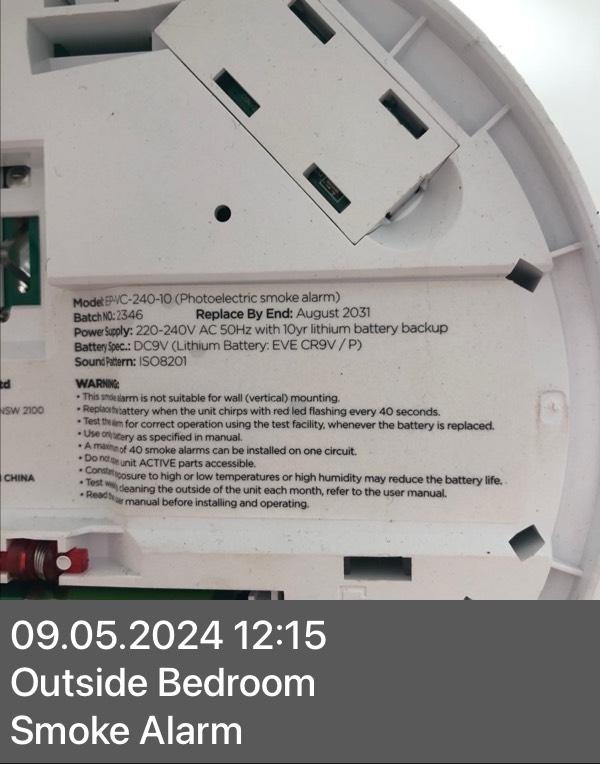 Model: EP-VC-240-10 (Photoelectric smoke alarm)
Batch NO.: 2346 Replace By End: August 2031
Power Supply: 220-240V AC 50Hz with 10yr lithium battery backup
Battery Spec.: DC9V (Lithium Battery: EVE CR9V / P)
Sound Pattern: ISO8201
WARNING:
• This smoke alarm is not suitable for wall (vertical) mounting.
• Replace the battery when the unit chirps with red led flashing every 40 seconds.
• Test the alarm for correct operation using the test facility, whenever the battery is replaced.
• Use only battery as specified in manual.
• A maximum of 40 smoke alarms can be installed on one circuit.
• Do not unit ACTIVE parts accessible.
• Constant exposure to high or low temperatures or high humidity may reduce the battery life.
• Test cleaning the outside of the unit each month, refer to the user manual.
• Read manual before installing and operating.
NSW 2100
CHINA
09.05.2024 12:15
Outside Bedroom
Smoke Alarm